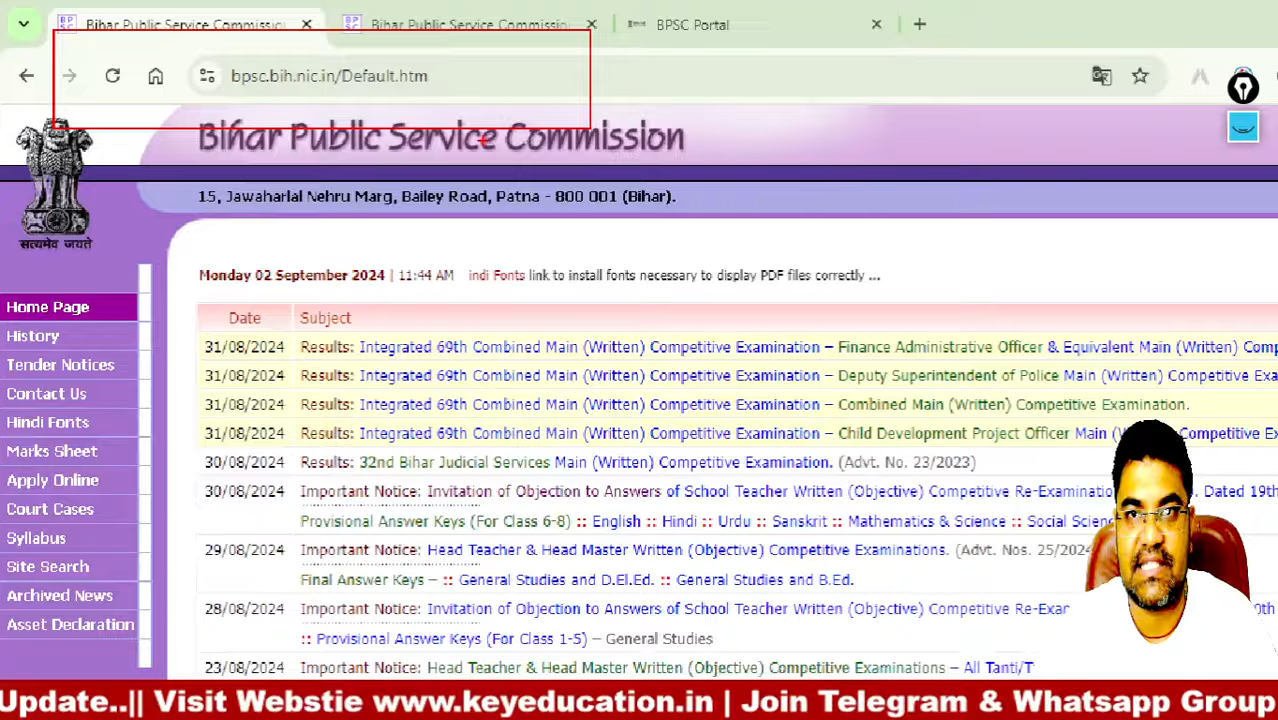 Bihar Public Service Commission
Bihar Public Service Commissio
BPSC Portal
bpsc.bih.nic.in/Default.htm
Bihar Public Service Commission
15, Jawaharlal Nehru Marg, Bailey Road, Patna - 800 001 (Bihar).
सत्यमेव जयते
Monday 02 September 2024 | 11:44 AM indi Fonts link to install fonts necessary to display PDF files correctly ...
Home Page
History
Tender Notices
Contact Us
Hindi Fonts
Marks Sheet
Apply Online
Court Cases
Syllabus
Site Search
Archived News
Asset Declaration
Date Subject
31/08/2024 Results: Integrated 69th Combined Main (Written) Competitive Examination – Finance Administrative Officer & Equivalent Main (Written) Comp
31/08/2024 Results: Integrated 69th Combined Main (Written) Competitive Examination – Deputy Superintendent of Police Main (Written) Competitive Exa
31/08/2024 Results: Integrated 69th Combined Main (Written) Competitive Examination – Combined Main (Written) Competitive Examination.
31/08/2024 Results: Integrated 69th Combined Main (Written) Competitive Examination – Child Development Project Officer Main (Written) Competitive Ex
30/08/2024 Results: 32nd Bihar Judicial Services Main (Written) Competitive Examination. (Advt. No. 23/2023)
30/08/2024 Important Notice: Invitation of Objection to Answers of School Teacher Written (Objective) Competitive Re-Examinatio s. Dated 19th
Provisional Answer Keys (For Class 6-8) :: English :: Hindi :: Urdu :: Sanskrit :: Mathematics & Science :: Social Scienc
29/08/2024 Important Notice: Head Teacher & Head Master Written (Objective) Competitive Examinations. (Advt. Nos. 25/2024
Final Answer Keys – :: General Studies and D.El.Ed. :: General Studies and B.Ed.
28/08/2024 Important Notice: Invitation of Objection to Answers of School Teacher Written (Objective) Competitive Re-Exar 0th
:: Provisional Answer Keys (For Class 1-5) – General Studies
23/08/2024 Important Notice: Head Teacher & Head Master Written (Objective) Competitive Examinations – All Tanti/T
Update..|| Visit Webstie www.keyeducation.in | Join Telegram & Whatsapp Group